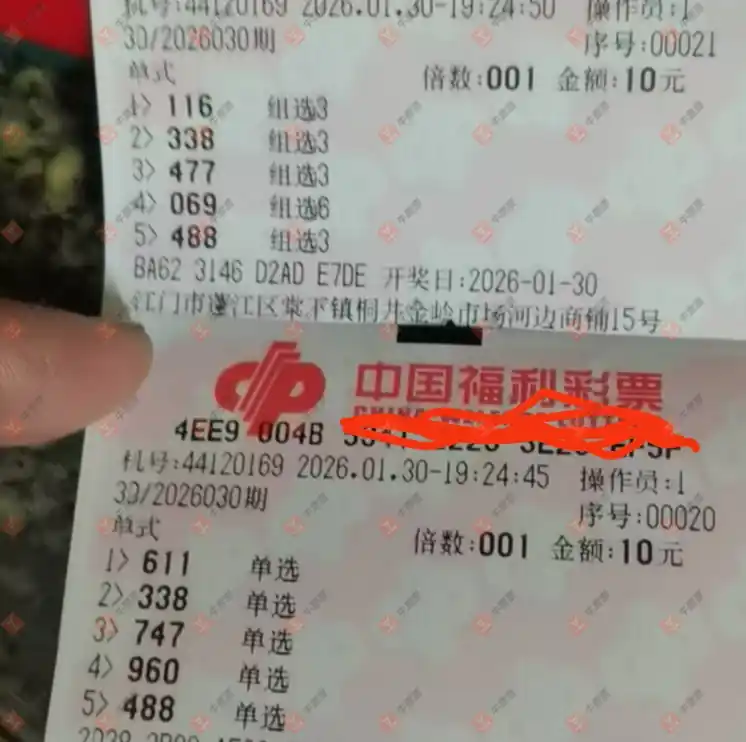 机号:44120169 2026.01.30-19:24:50 操作员:1
3D/2026030期 序号:00021
单式 倍数:001 金额:10元
1> 116 组选3
2> 338 组选3
3> 477 组选3
4> 069 组选6
5> 488 组选3
BA62 3146 D2AD E7DE 开奖日:2026-01-30
江门市蓬江区棠下镇桐井金岭市场河边商铺15号
中国福利彩票
4EE9 004B
机号:44120169 2026.01.30-19:24:45 操作员:1
3D/2026030期 序号:00020
单式 倍数:001 金额:10元
1> 611 单选
2> 338 单选
3> 747 单选
4> 960 单选
5> 488 单选